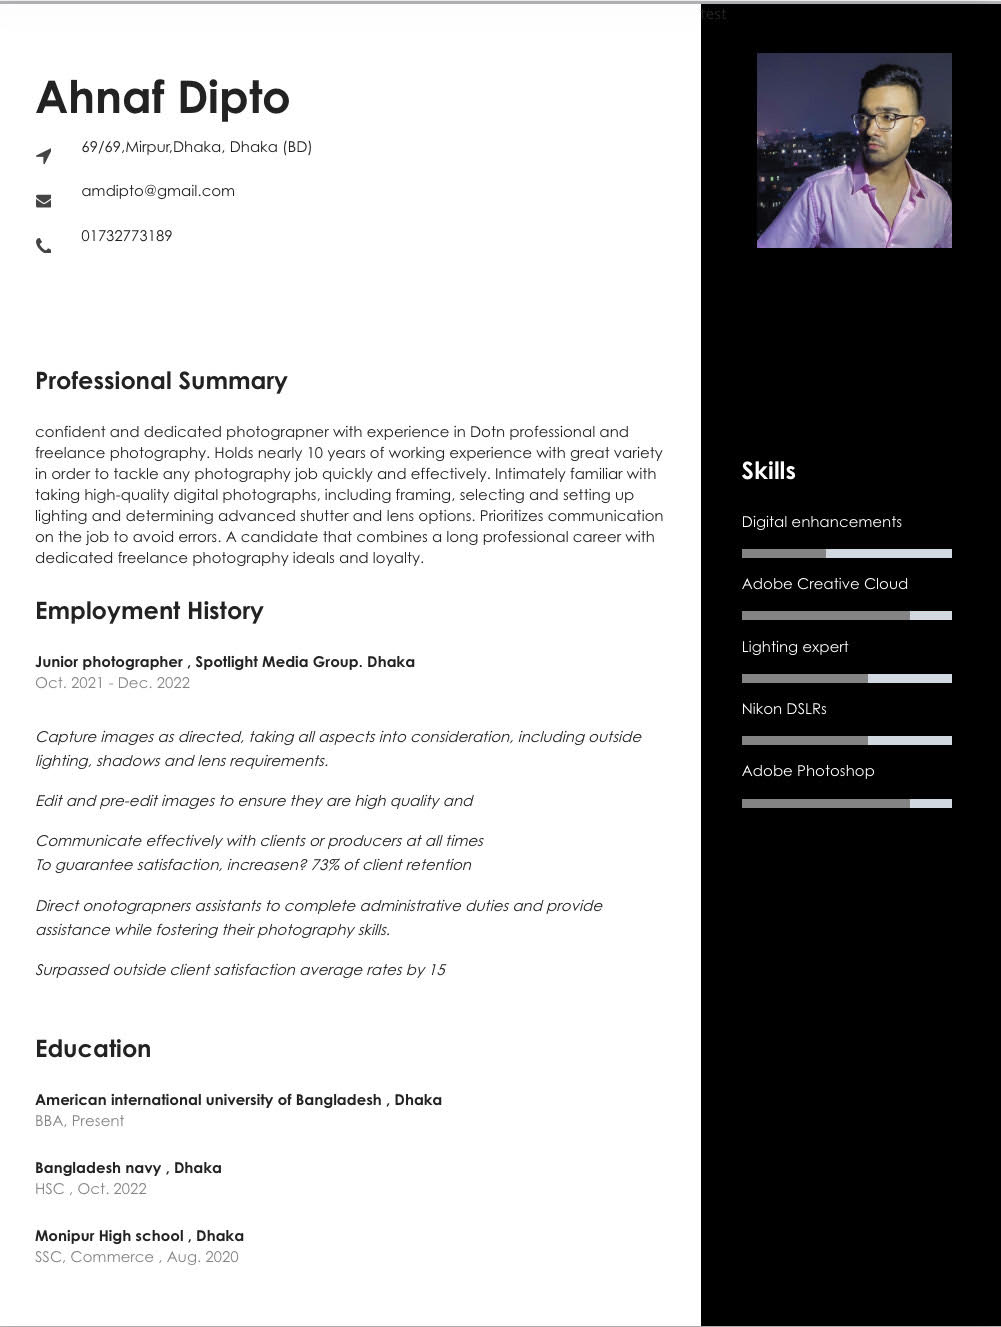 test
Ahnaf Dipto
69/69,Mirpur,Dhaka, Dhaka (BD)
amdipto@gmail.com
01732773189
Professional Summary
confident and dedicated photograpner with experience in Dotn professional and
freelance photography. Holds nearly 10 years of working experience with great variety
in order to tackle any photography job quickly and effectively. Intimately familiar with
taking high-quality digital photographs, including framing, selecting and setting up
lighting and determining advanced shutter and lens options. Prioritizes communication
on the job to avoid errors. A candidate that combines a long professional career with
dedicated freelance photography ideals and loyalty.
Employment History
Junior photographer , Spotlight Media Group. Dhaka
Oct. 2021 - Dec. 2022
Capture images as directed, taking all aspects into consideration, including outside
lighting, shadows and lens requirements.
Edit and pre-edit images to ensure they are high quality and
Communicate effectively with clients or producers at all times
To guarantee satisfaction, increasen? 73% of client retention
Direct onotograpners assistants to complete administrative duties and provide
assistance while fostering their photography skills.
Surpassed outside client satisfaction average rates by 15
Education
American international university of Bangladesh , Dhaka
BBA, Present
Bangladesh navy , Dhaka
HSC , Oct. 2022
Monipur High school , Dhaka
SSC, Commerce , Aug. 2020
Skills
Digital enhancements
Adobe Creative Cloud
Lighting expert
Nikon DSLRs
Adobe Photoshop